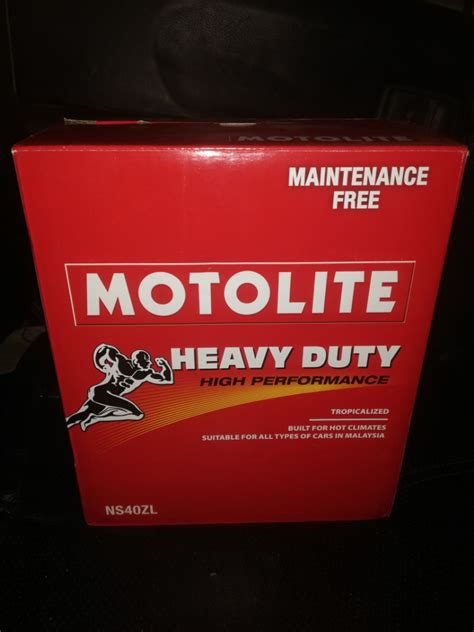 MOTOLITE
MAINTENANCE
FREE
MOTOLITE
HEAVY DUTY
HIGH PERFORMANCE
TROPICALIZED
BUILT FOR HOT CLIMATES
SUITABLE FOR ALL TYPES OF CARS IN MALAYSIA
NS40ZL